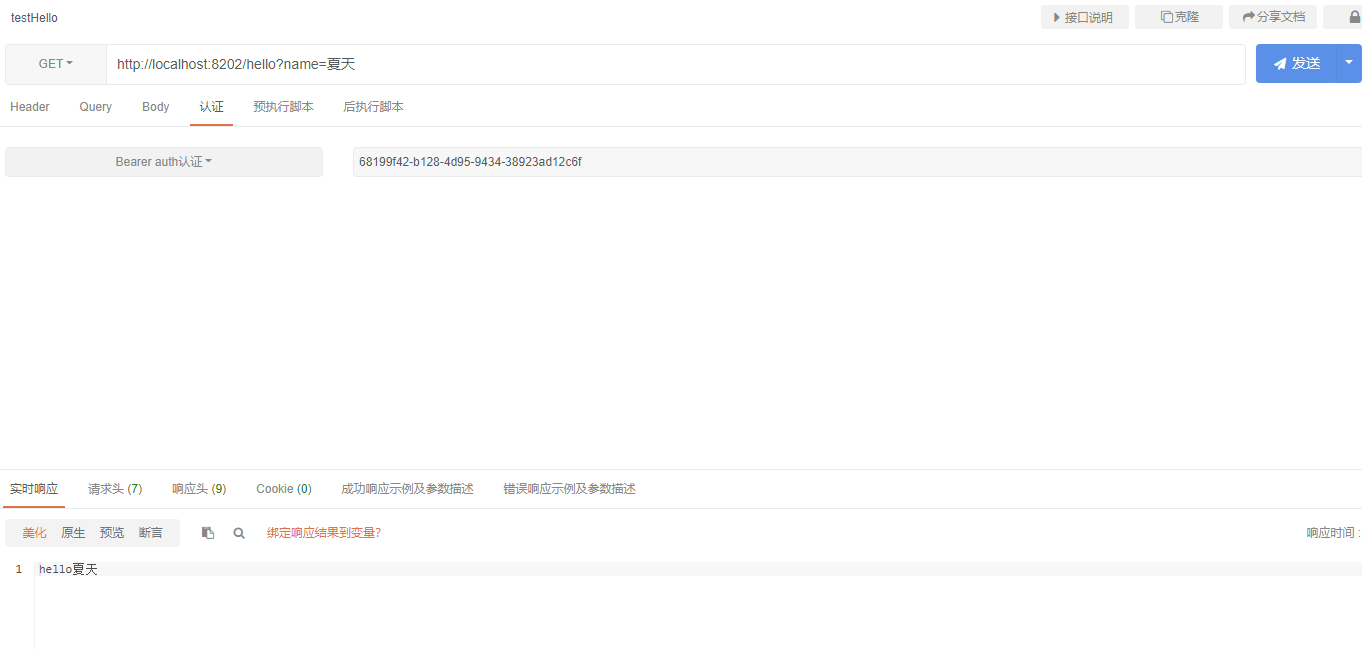 testHello
接口说明 克隆 分享文档
GET http://localhost:8202/hello?name=夏天 发送
Header Query Body 认证 预执行脚本 后执行脚本
Bearer auth认证 68199f42-b128-4d95-9434-38923ad12c6f
实时响应 请求头 (7) 响应头 (9) Cookie (0) 成功响应示例及参数描述 错误响应示例及参数描述
美化 原生 预览 断言 绑定响应结果到变量? 响应时间 :
1 hello夏天